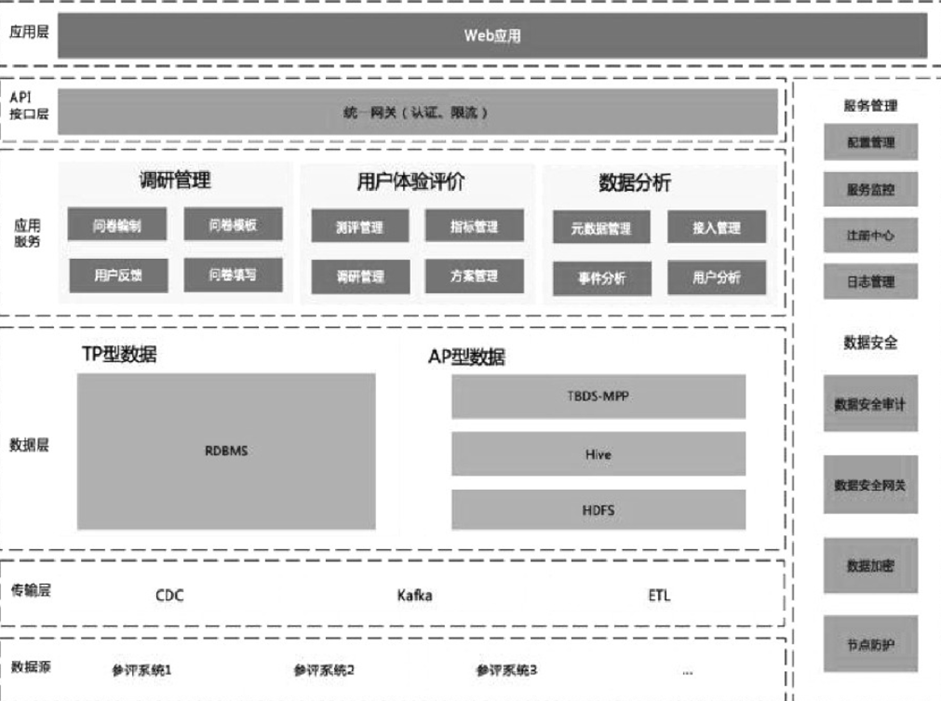 应用层
Web应用
API
接口层
统一网关（认证、限流）
应用
服务
调研管理
问卷编制
问卷模板
用户反馈
问卷填写
用户体验评价
测评管理
指标管理
调研管理
方案管理
数据分析
元数据管理
接入管理
事件分析
用户分析
数据层
TP型数据
RDBMS
AP型数据
TBDS-MPP
Hive
HDFS
传输层
CDC
Kafka
ETL
数据源
参评系统1
参评系统2
参评系统3
...
服务管理
配置管理
服务监控
注册中心
日志管理
数据安全
数据安全审计
数据安全网关
数据加密
节点防护